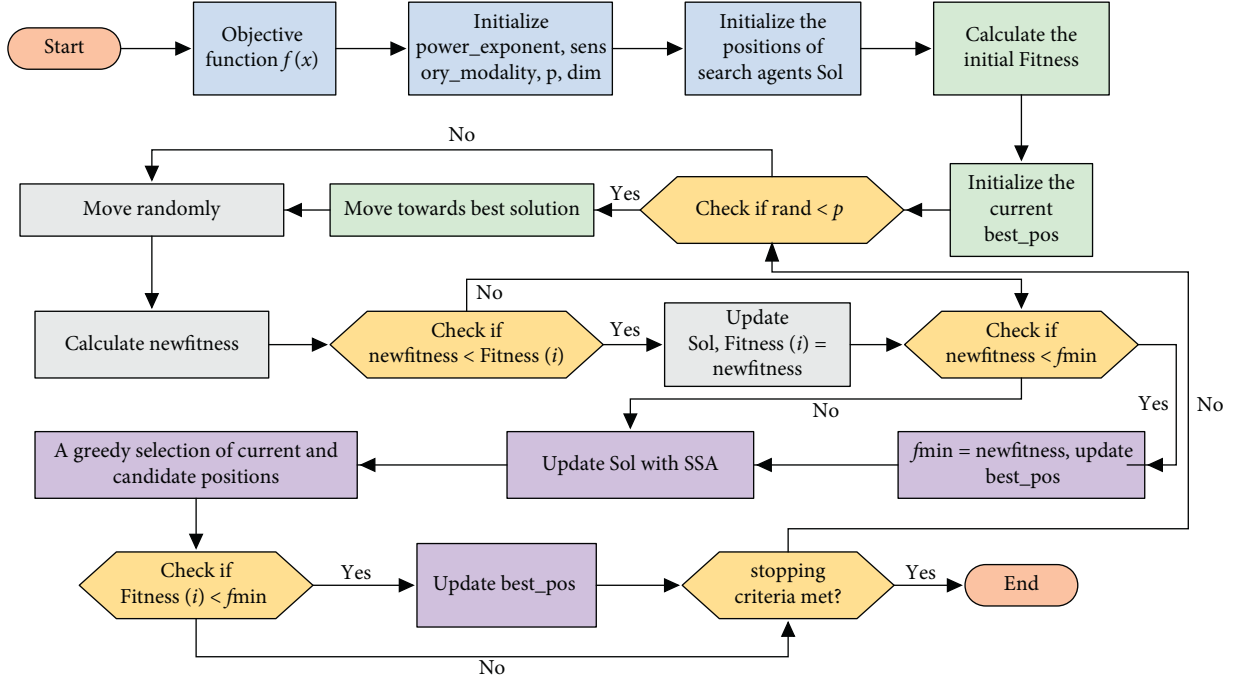 Start
Objective
function f (x)
Initialize
power_exponent, sens
ory_modality, p, dim
Initialize the
positions of
search agents Sol
Calculate the
initial Fitness
No
Move randomly
Move towards best solution
Yes
Check if rand < p
Initialize the
current
best_pos
Calculate newfitness
No
Check if
newfitness < Fitness (i)
Yes
Update
Sol, Fitness (i) =
newfitness
Check if
newfitness < fmin
Yes
No
No
A greedy selection of current and
candidate positions
Update Sol with SSA
fmin = newfitness, update
best_pos
Check if
Fitness (i) < fmin
Yes
Update best_pos
stopping
criteria met?
Yes
End
No